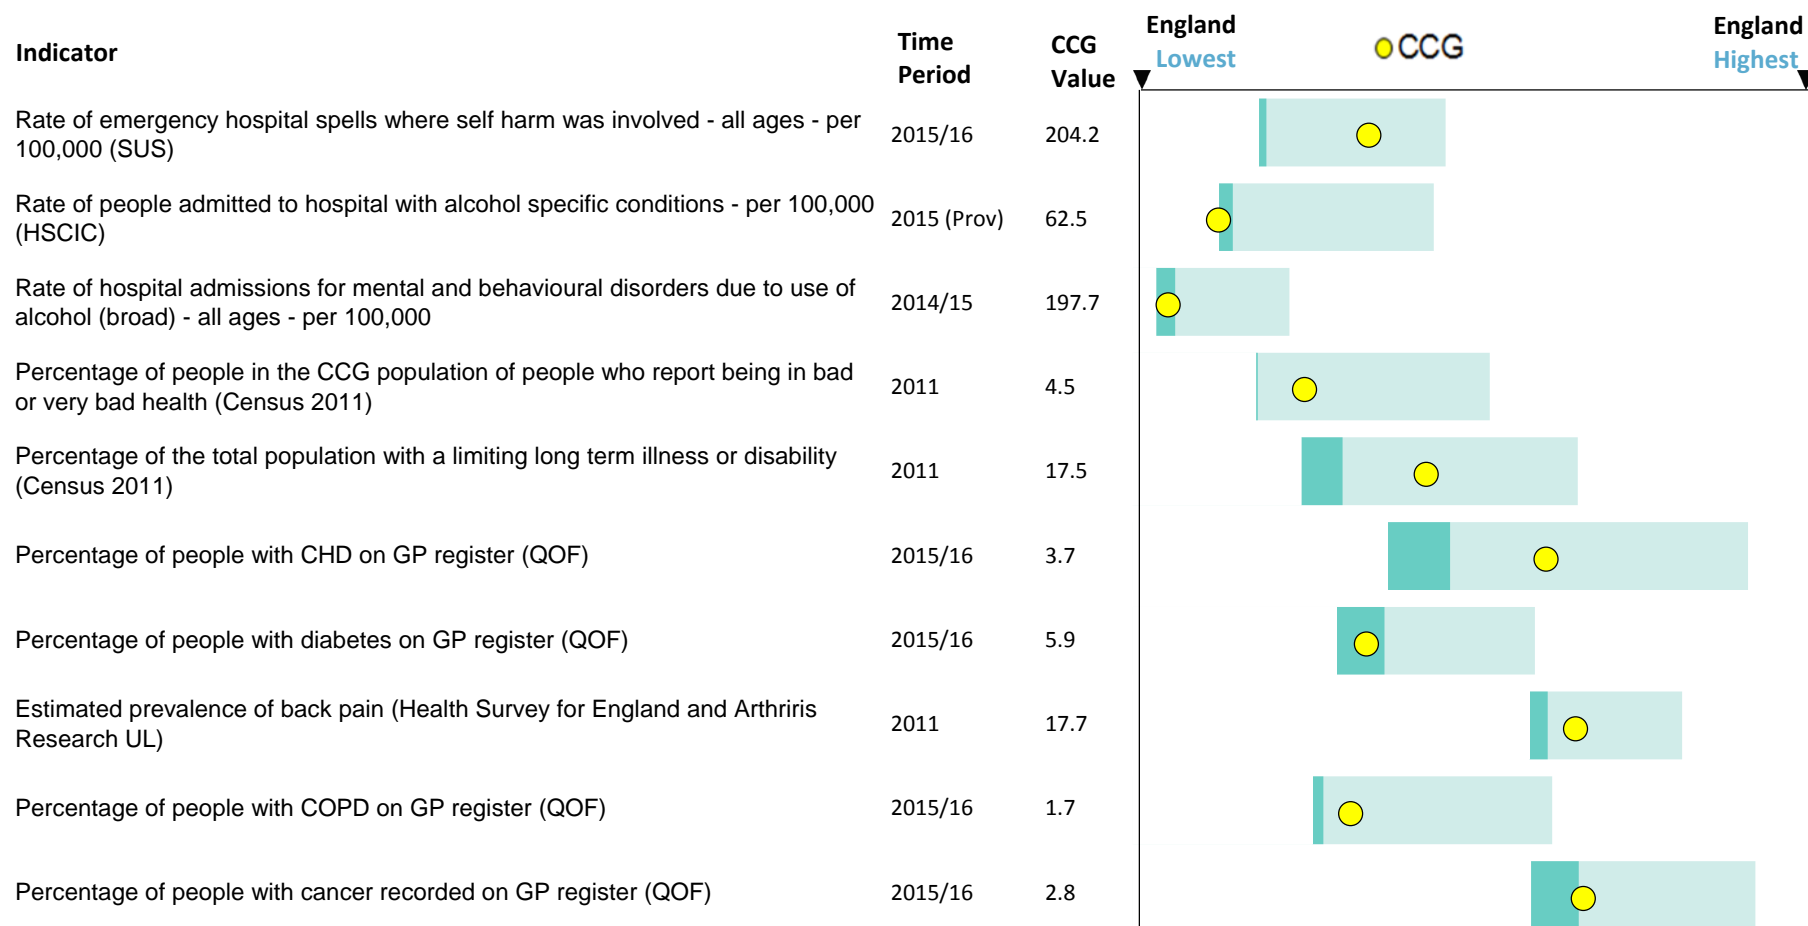 Indicator
Time
Period
CCG
Value
England
Lowest
CCG
England
Highest
Rate of emergency hospital spells where self harm was involved - all ages - per
100,000 (SUS)
2015/16
204.2
Rate of people admitted to hospital with alcohol specific conditions - per 100,000
(HSCIC)
2015 (Prov)
62.5
Rate of hospital admissions for mental and behavioural disorders due to use of
alcohol (broad) - all ages - per 100,000
2014/15
197.7
Percentage of people in the CCG population of people who report being in bad
or very bad health (Census 2011)
2011
4.5
Percentage of the total population with a limiting long term illness or disability
(Census 2011)
2011
17.5
Percentage of people with CHD on GP register (QOF)
2015/16
3.7
Percentage of people with diabetes on GP register (QOF)
2015/16
5.9
Estimated prevalence of back pain (Health Survey for England and Arthriris
Research UL)
2011
17.7
Percentage of people with COPD on GP register (QOF)
2015/16
1.7
Percentage of people with cancer recorded on GP register (QOF)
2015/16
2.8